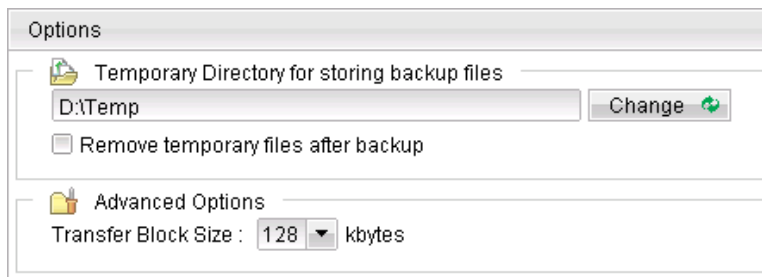 Options
Temporary Directory for storing backup files
D:\Temp
Change
Remove temporary files after backup
Advanced Options
Transfer Block Size : 128 kbytes